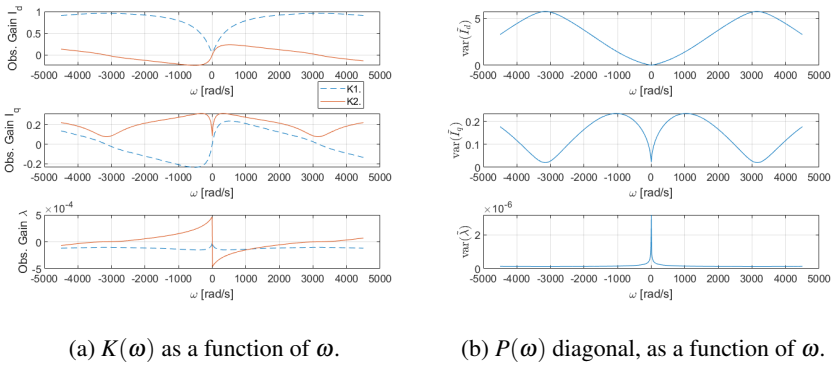 Obs. Gain I_d
1
0.5
0
-5000 -4000 -3000 -2000 -1000 0 1000 2000 3000 4000 5000
ω [rad/s]
K1.
K2.
Obs. Gain I_q
0.2
0
-0.2
-5000 -4000 -3000 -2000 -1000 0 1000 2000 3000 4000 5000
ω [rad/s]
×10⁻⁴
Obs. Gain λ
5
0
-5
-5000 -4000 -3000 -2000 -1000 0 1000 2000 3000 4000 5000
ω [rad/s]
(a) K(ω) as a function of ω.
var(Ĩ_d)
5
0
-5000 -4000 -3000 -2000 -1000 0 1000 2000 3000 4000 5000
ω [rad/s]
var(Ĩ_q)
0.2
0.1
0
-5000 -4000 -3000 -2000 -1000 0 1000 2000 3000 4000 5000
ω [rad/s]
×10⁻⁶
var(λ̃)
2
0
-5000 -4000 -3000 -2000 -1000 0 1000 2000 3000 4000 5000
ω [rad/s]
(b) P(ω) diagonal, as a function of ω.